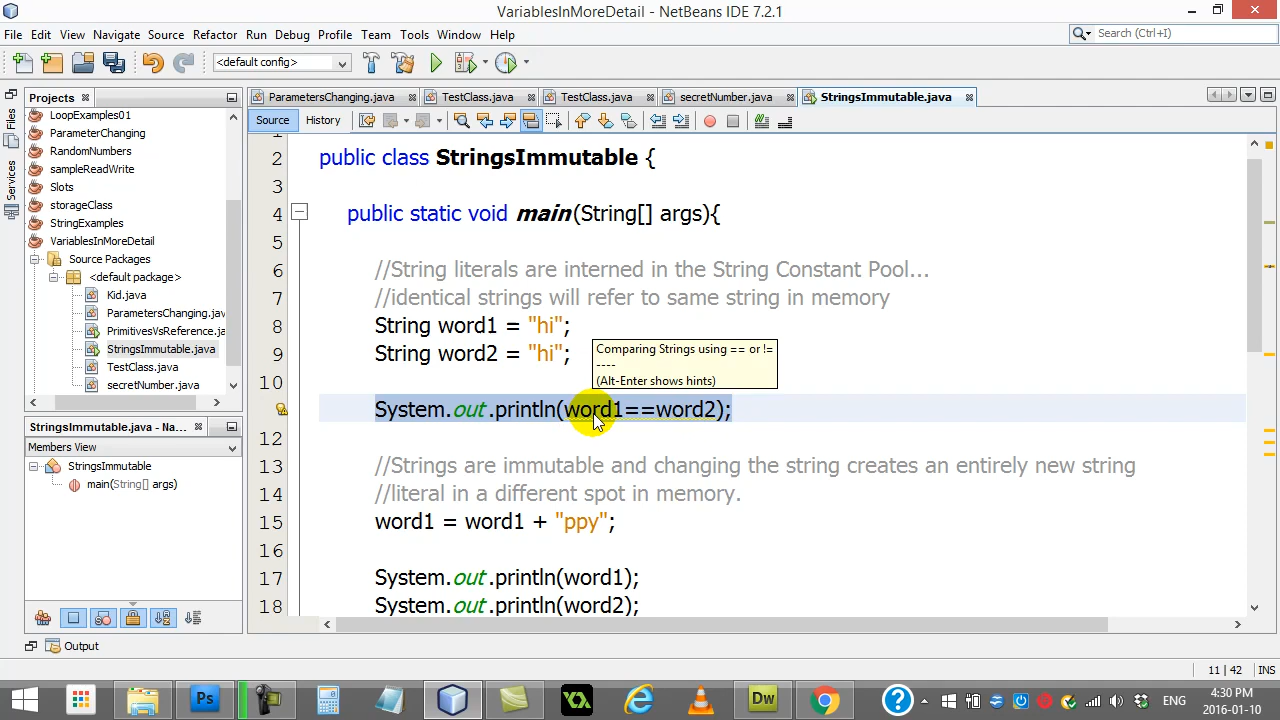 VariablesInMoreDetail - NetBeans IDE 7.2.1
File Edit View Navigate Source Refactor Run Debug Profile Team Tools Window Help
Search (Ctrl+I)
<default config>
Projects
ParametersChanging.java TestClass.java TestClass.java secretNumber.java StringsImmutable.java
Source History
Files
Services
LoopExamples01
ParameterChanging
RandomNumbers
sampleReadWrite
Slots
storageClass
StringExamples
VariablesInMoreDetail
Source Packages
<default package>
Kid.java
ParametersChanging.jav
PrimitivesVsReference.ja
StringsImmutable.java
TestClass.java
secretNumber.java
StringsImmutable.java - Na...
Members View
StringsImmutable
main(String[] args)
2 public class StringsImmutable {
3
4 public static void main(String[] args){
5
6 //String literals are interned in the String Constant Pool...
7 //identical strings will refer to same string in memory
8 String word1 = "hi";
9 String word2 = "hi";
10
Comparing Strings using == or !=
----
(Alt-Enter shows hints)
System.out.println(word1==word2);
12
13 //Strings are immutable and changing the string creates an entirely new string
14 //literal in a different spot in memory.
15 word1 = word1 + "ppy";
16
17 System.out.println(word1);
18 System.out.println(word2);
Output
11 | 42 INS
Ps
Dw
ENG
4:30 PM
2016-01-10